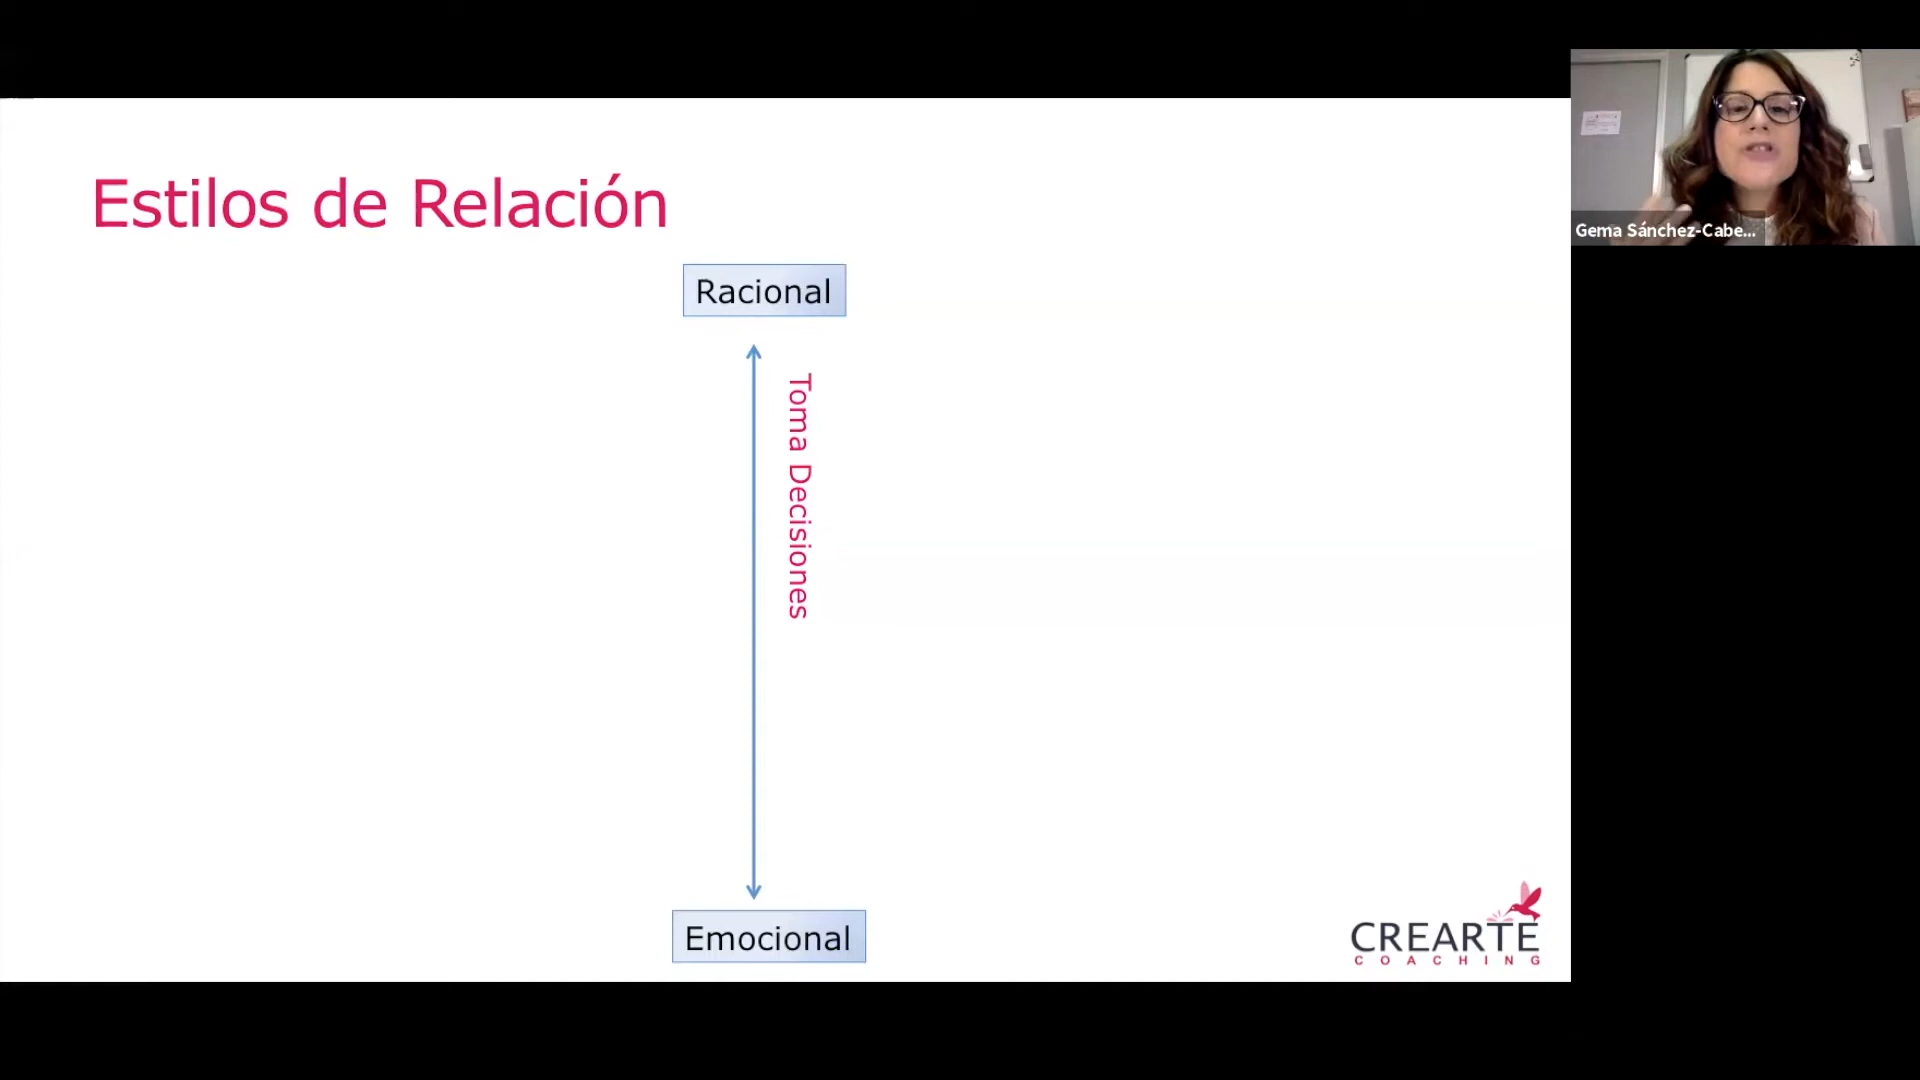 Estilos de Relación
Gema Sánchez-Cabe...
Racional
Toma Decisiones
Emocional
CREARTE
COACHING